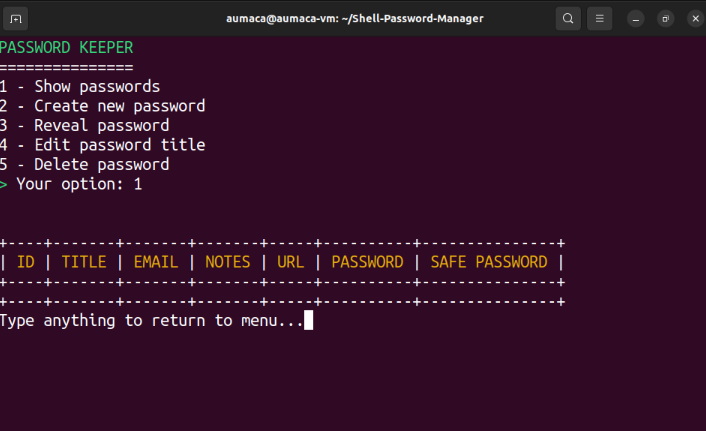 aumaca@aumaca-vm: ~/Shell-Password-Manager
PASSWORD KEEPER
===============
1 - Show passwords
2 - Create new password
3 - Reveal password
4 - Edit password title
5 - Delete password
> Your option: 1
+----+-------+-------+-------+-----+----------+---------------+
| ID | TITLE | EMAIL | NOTES | URL | PASSWORD | SAFE PASSWORD |
+----+-------+-------+-------+-----+----------+---------------+
+----+-------+-------+-------+-----+----------+---------------+
Type anything to return to menu...